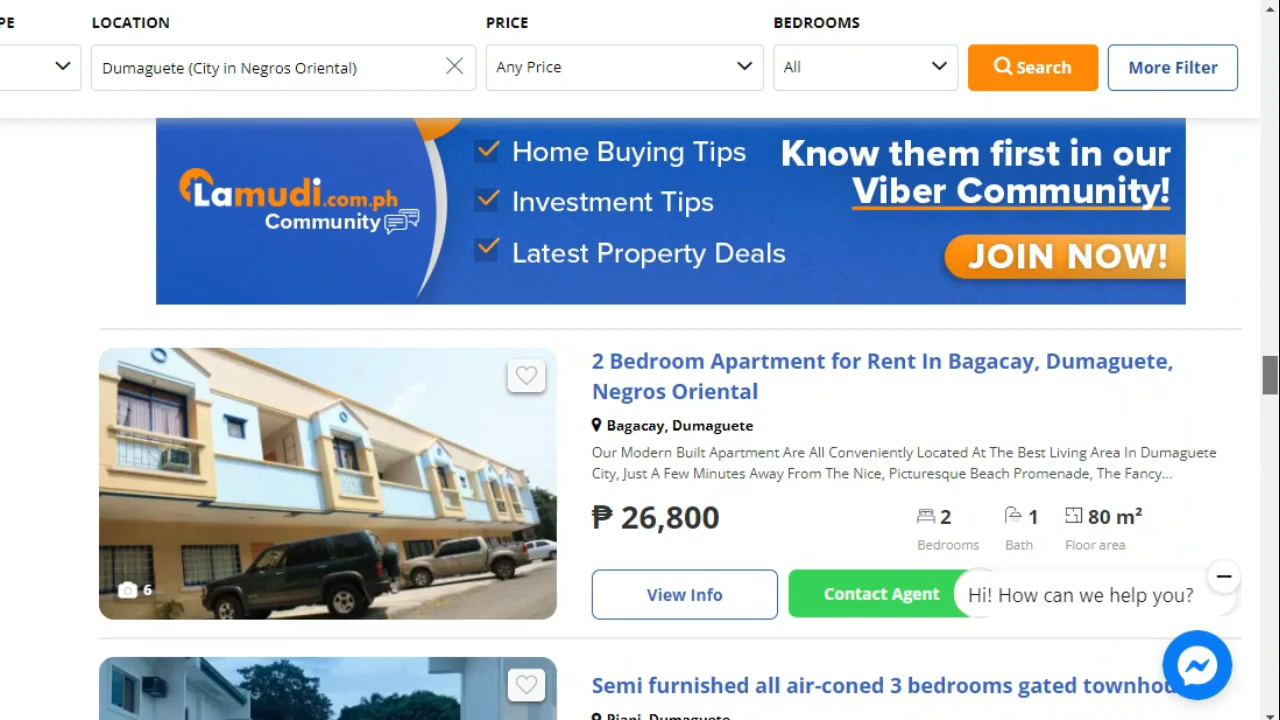 PE
LOCATION
PRICE
BEDROOMS
Dumaguete (City in Negros Oriental)
Any Price
All
Search
More Filter
Lamudi.com.ph
Community
Home Buying Tips
Investment Tips
Latest Property Deals
Know them first in our
Viber Community!
JOIN NOW!
2 Bedroom Apartment for Rent In Bagacay, Dumaguete,
Negros Oriental
Bagacay, Dumaguete
Our Modern Built Apartment Are All Conveniently Located At The Best Living Area In Dumaguete
City, Just A Few Minutes Away From The Nice, Picturesque Beach Promenade, The Fancy...
₱ 26,800
2
1
80 m²
Bedrooms
Bath
Floor area
6
View Info
Contact Agent
Hi! How can we help you?
Semi furnished all air-coned 3 bedrooms gated townhou
Piapi, Dumaguete